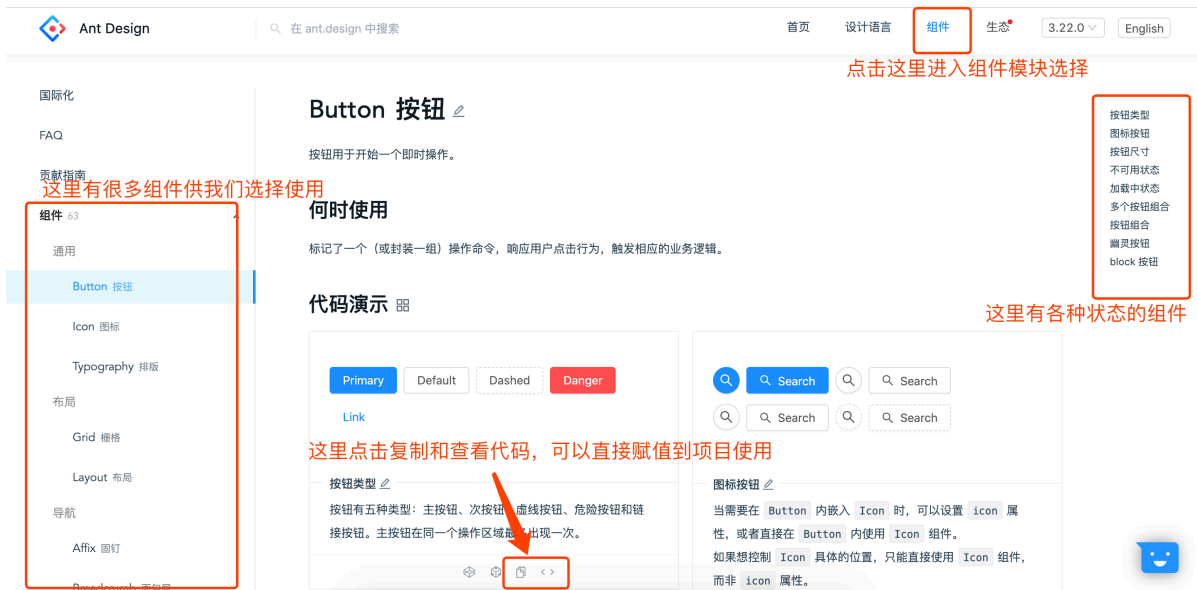 Ant Design
在 ant.design 中搜索
首页
设计语言
组件
生态
3.22.0
English
点击这里进入组件模块选择
国际化
FAQ
贡献指南
这里有很多组件供我们选择使用
组件 63
通用
Button 按钮
Icon 图标
Typography 排版
布局
Grid 栅格
Layout 布局
导航
Affix 固钉
Breadcrumb 面包屑
Button 按钮
按钮用于开始一个即时操作。
何时使用
标记了一个（或封装一组）操作命令，响应用户点击行为，触发相应的业务逻辑。
代码演示
Primary
Default
Dashed
Danger
Link
这里点击复制和查看代码，可以直接赋值到项目使用
按钮类型
按钮有五种类型：主按钮、次按钮、虚线按钮、危险按钮和链
接按钮。主按钮在同一个操作区域最多出现一次。
Search
Search
Search
Search
图标按钮
当需要在 Button 内嵌入 Icon 时，可以设置 icon 属
性，或者直接在 Button 内使用 Icon 组件。
如果想控制 Icon 具体的位置，只能直接使用 Icon 组件，
而非 icon 属性。
按钮类型
图标按钮
按钮尺寸
不可用状态
加载中状态
多个按钮组合
按钮组合
幽灵按钮
block 按钮
这里有各种状态的组件